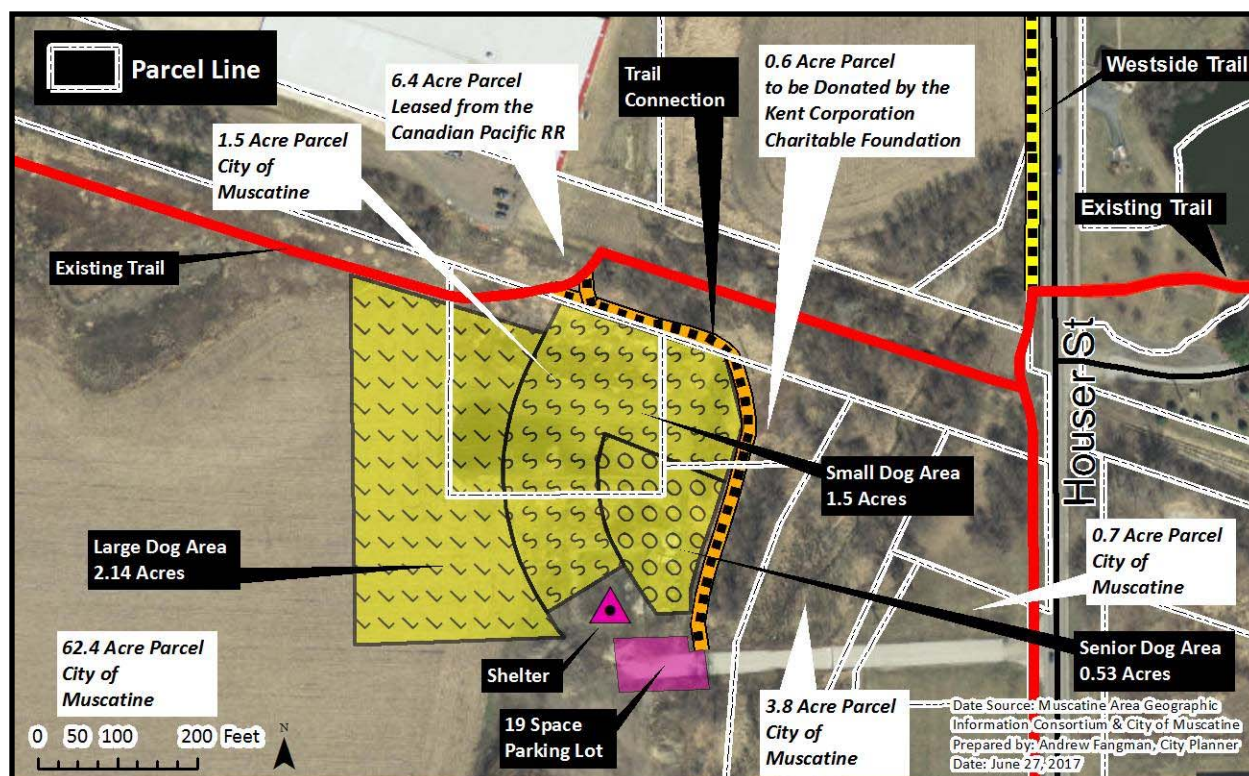 Parcel Line
6.4 Acre Parcel
Leased from the
Canadian Pacific RR
Trail
Connection
0.6 Acre Parcel
to be Donated by the
Kent Corporation
Charitable Foundation
Westside Trail
1.5 Acre Parcel
City of
Muscatine
Existing Trail
Existing Trail
Houser St
Small Dog Area
1.5 Acres
Large Dog Area
2.14 Acres
0.7 Acre Parcel
City of
Muscatine
62.4 Acre Parcel
City of
Muscatine
Shelter
Senior Dog Area
0.53 Acres
19 Space
Parking Lot
3.8 Acre Parcel
City of
Muscatine
0 50 100 200 Feet
N
Date Source: Muscatine Area Geographic
Information Consortium & City of Muscatine
Prepared by: Andrew Fangman, City Planner
Date: June 27, 2017